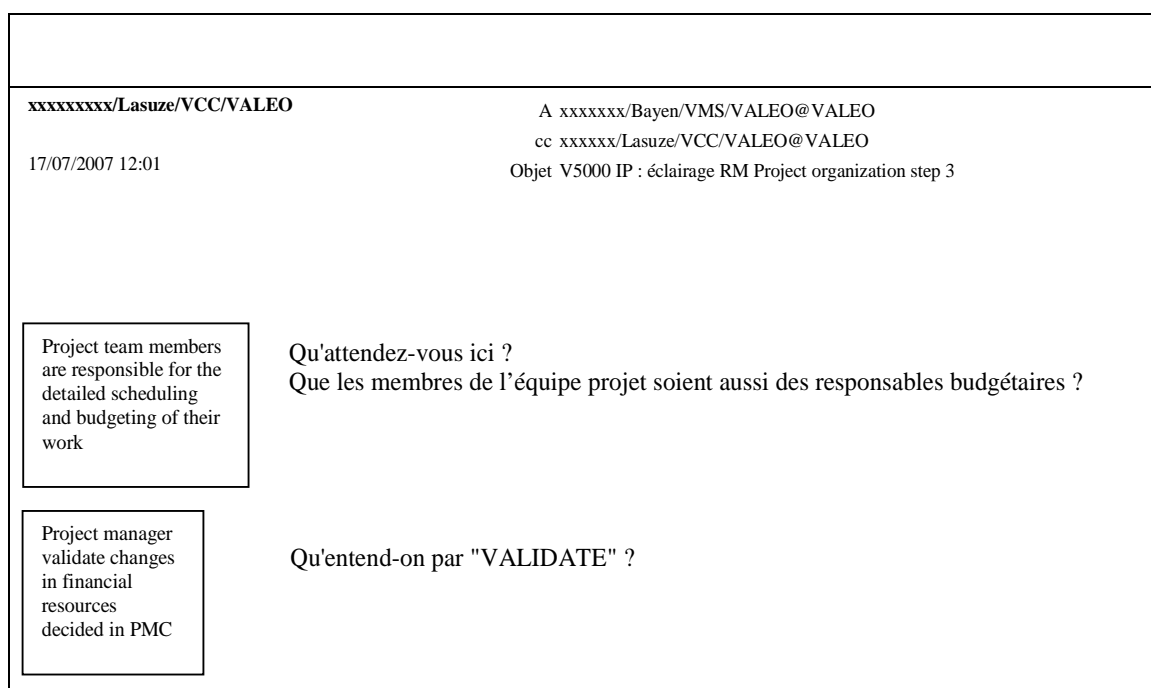 xxxxxxxxx/Lasuze/VCC/VALEO
17/07/2007 12:01
A xxxxxxx/Bayen/VMS/VALEO@VALEO
cc xxxxxx/Lasuze/VCC/VALEO@VALEO
Objet V5000 IP : éclairage RM Project organization step 3
Project team members
are responsible for the
detailed scheduling
and budgeting of their
work
Qu'attendez-vous ici ?
Que les membres de l’équipe projet soient aussi des responsables budgétaires ?
Project manager
validate changes
in financial
resources
decided in PMC
Qu'entend-on par "VALIDATE" ?